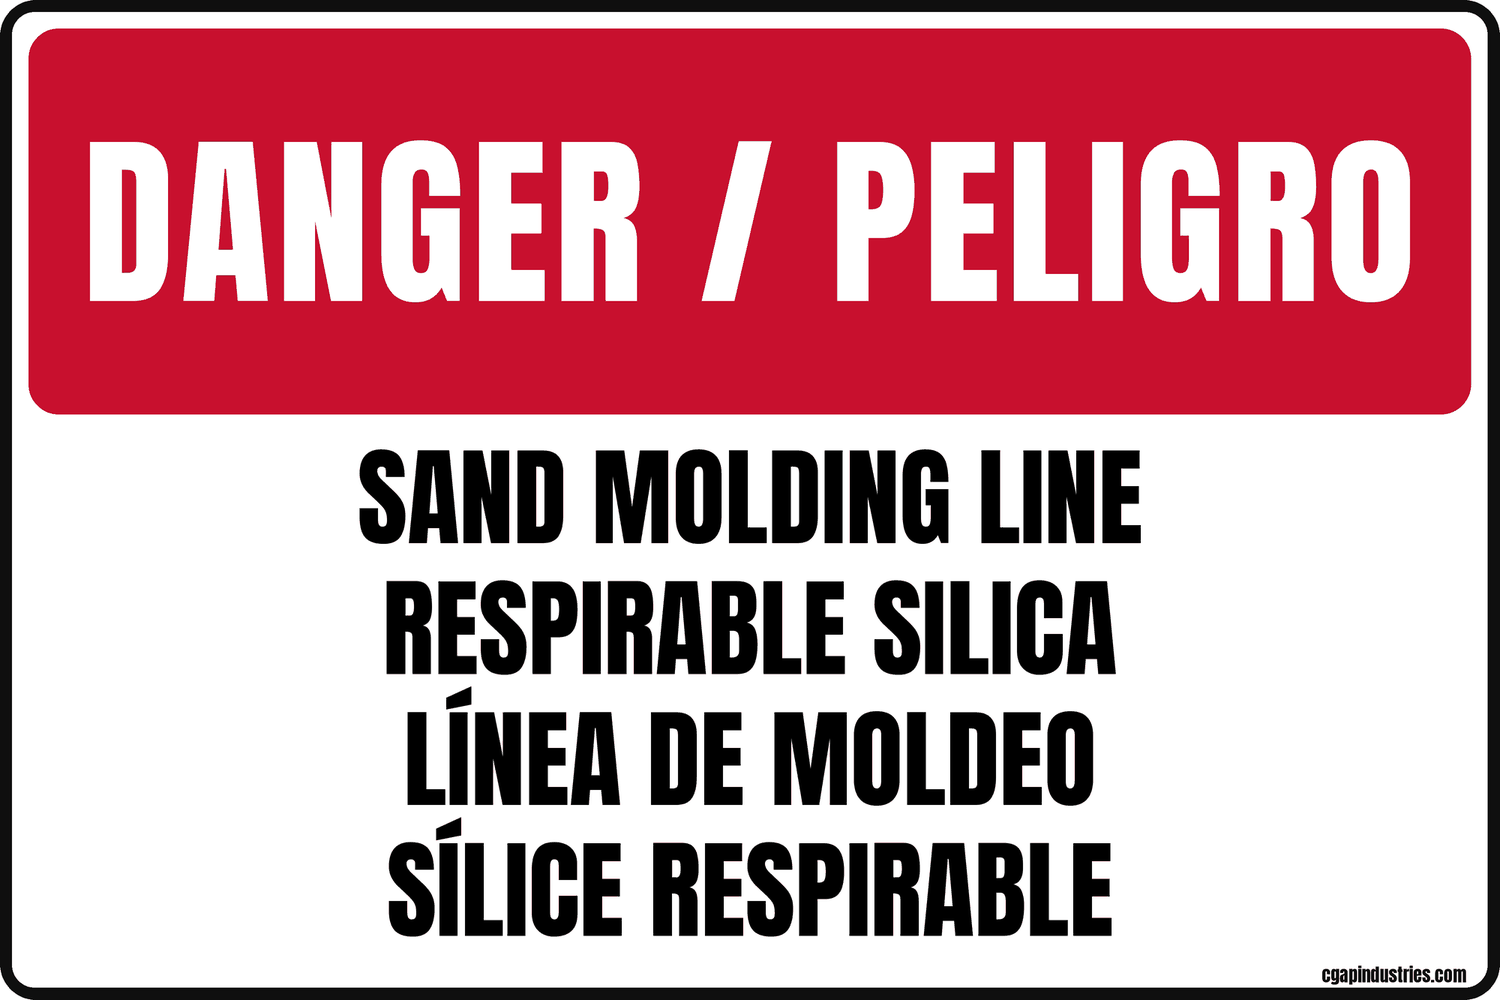 DANGER / PELIGRO
SAND MOLDING LINE
RESPIRABLE SILICA
LÍNEA DE MOLDEO
SÍLICE RESPIRABLE
cgapindustries.com